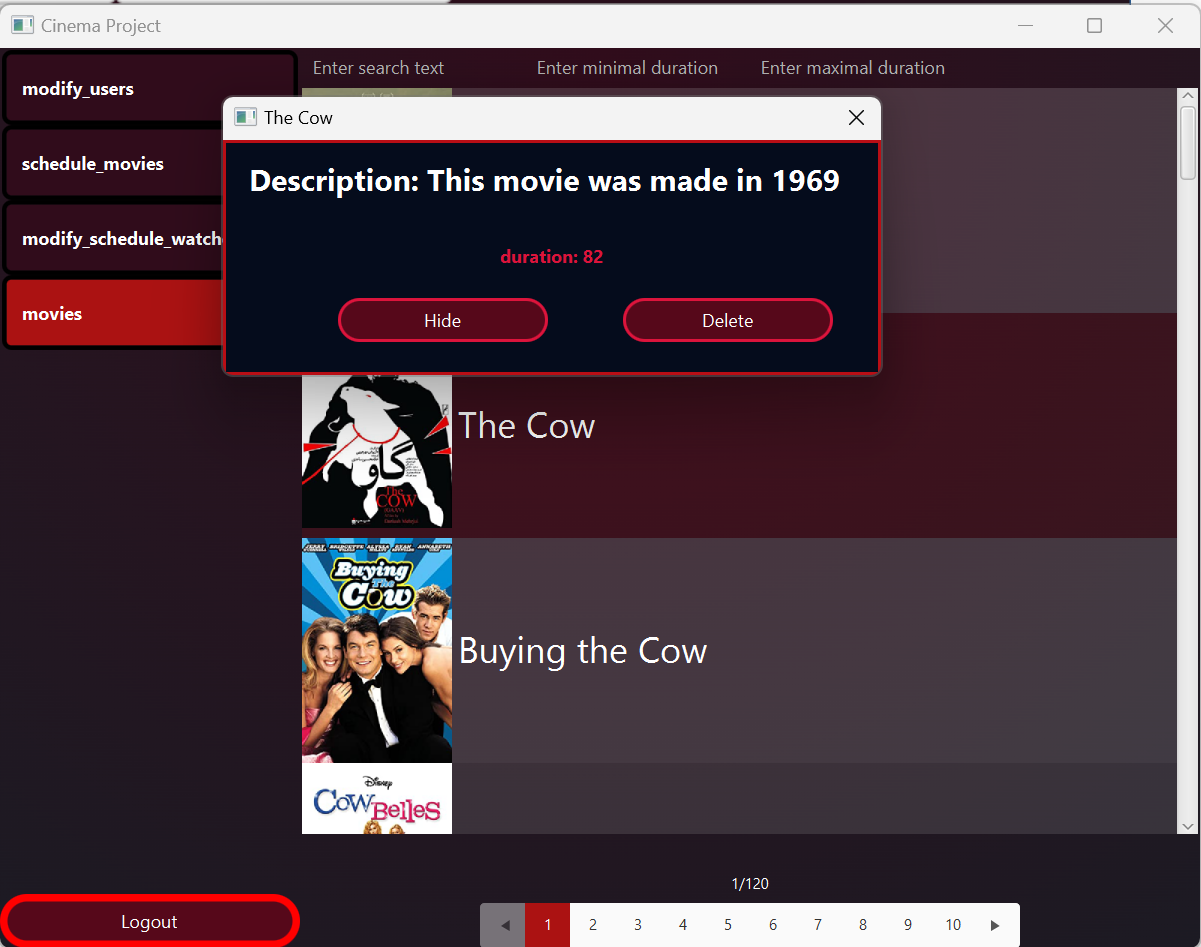 Cinema Project
modify_users
schedule_movies
modify_schedule_watch
movies
Logout
Enter search text
Enter minimal duration
Enter maximal duration
The Cow
Description: This movie was made in 1969
duration: 82
Hide
Delete
گاو
The
COW
The Cow
Buying
The
Cow
Buying the Cow
Disney
COW BELLES
1/120
1 2 3 4 5 6 7 8 9 10